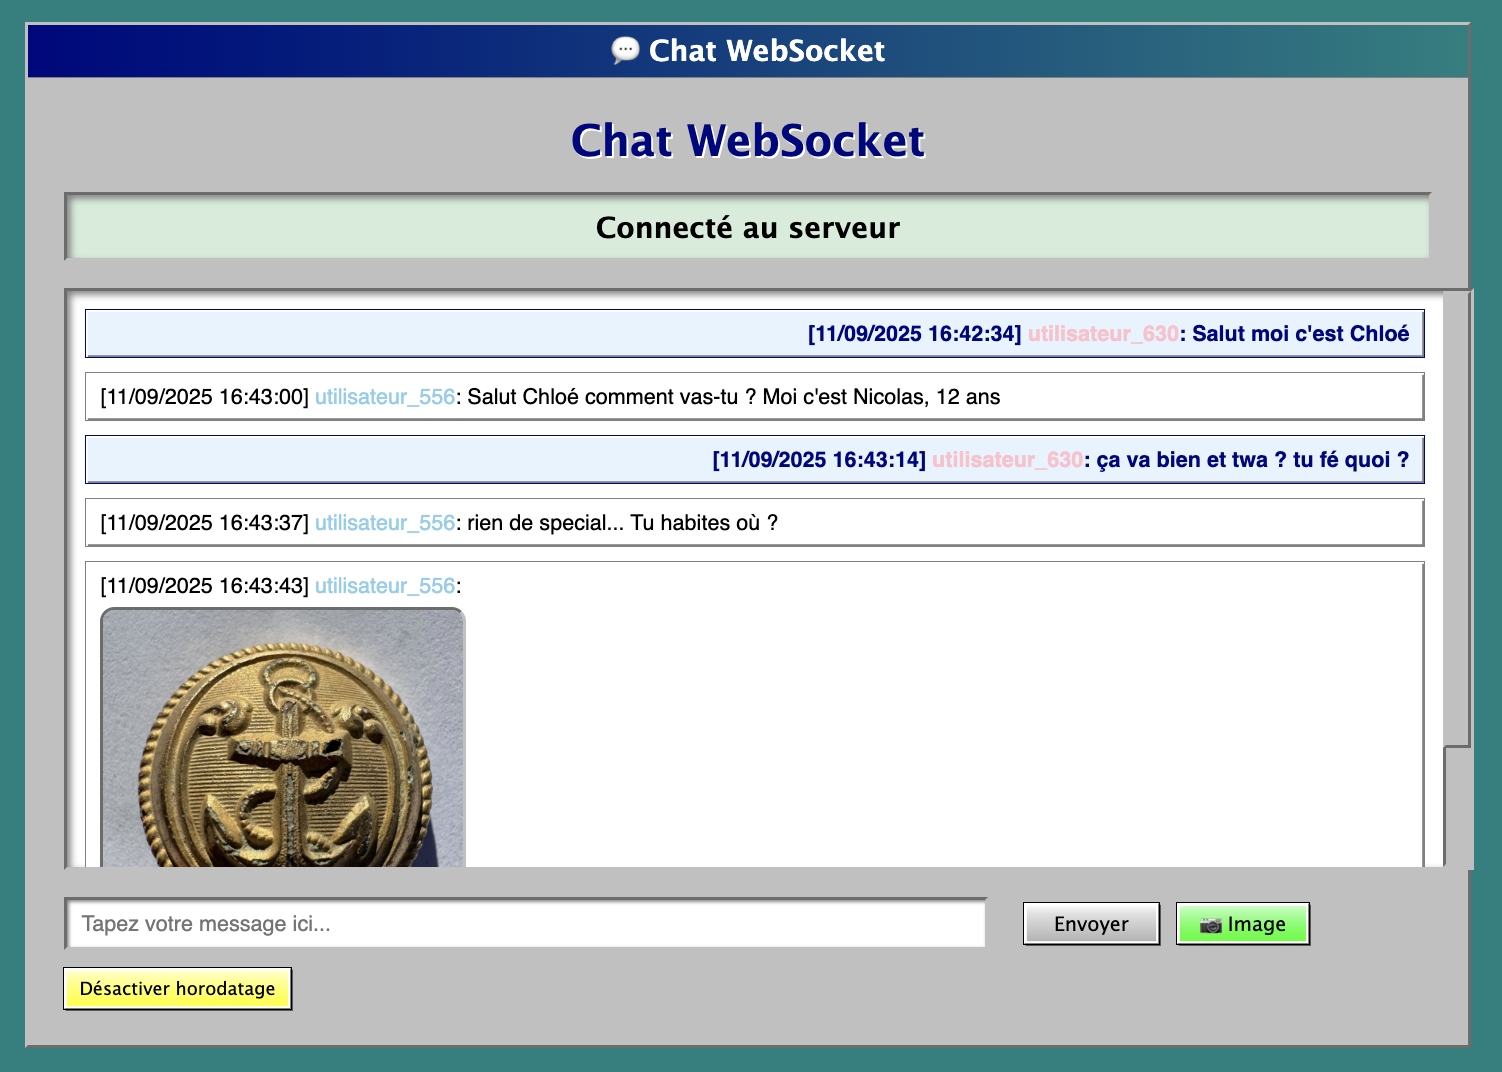 💬 Chat WebSocket
Chat WebSocket
Connecté au serveur
[11/09/2025 16:42:34] utilisateur_630: Salut moi c'est Chloé
[11/09/2025 16:43:00] utilisateur_556: Salut Chloé comment vas-tu ? Moi c'est Nicolas, 12 ans
[11/09/2025 16:43:14] utilisateur_630: ça va bien et twa ? tu fé quoi ?
[11/09/2025 16:43:37] utilisateur_556: rien de special... Tu habites où ?
[11/09/2025 16:43:43] utilisateur_556:
Tapez votre message ici...
Envoyer
📷 Image
Désactiver horodatage